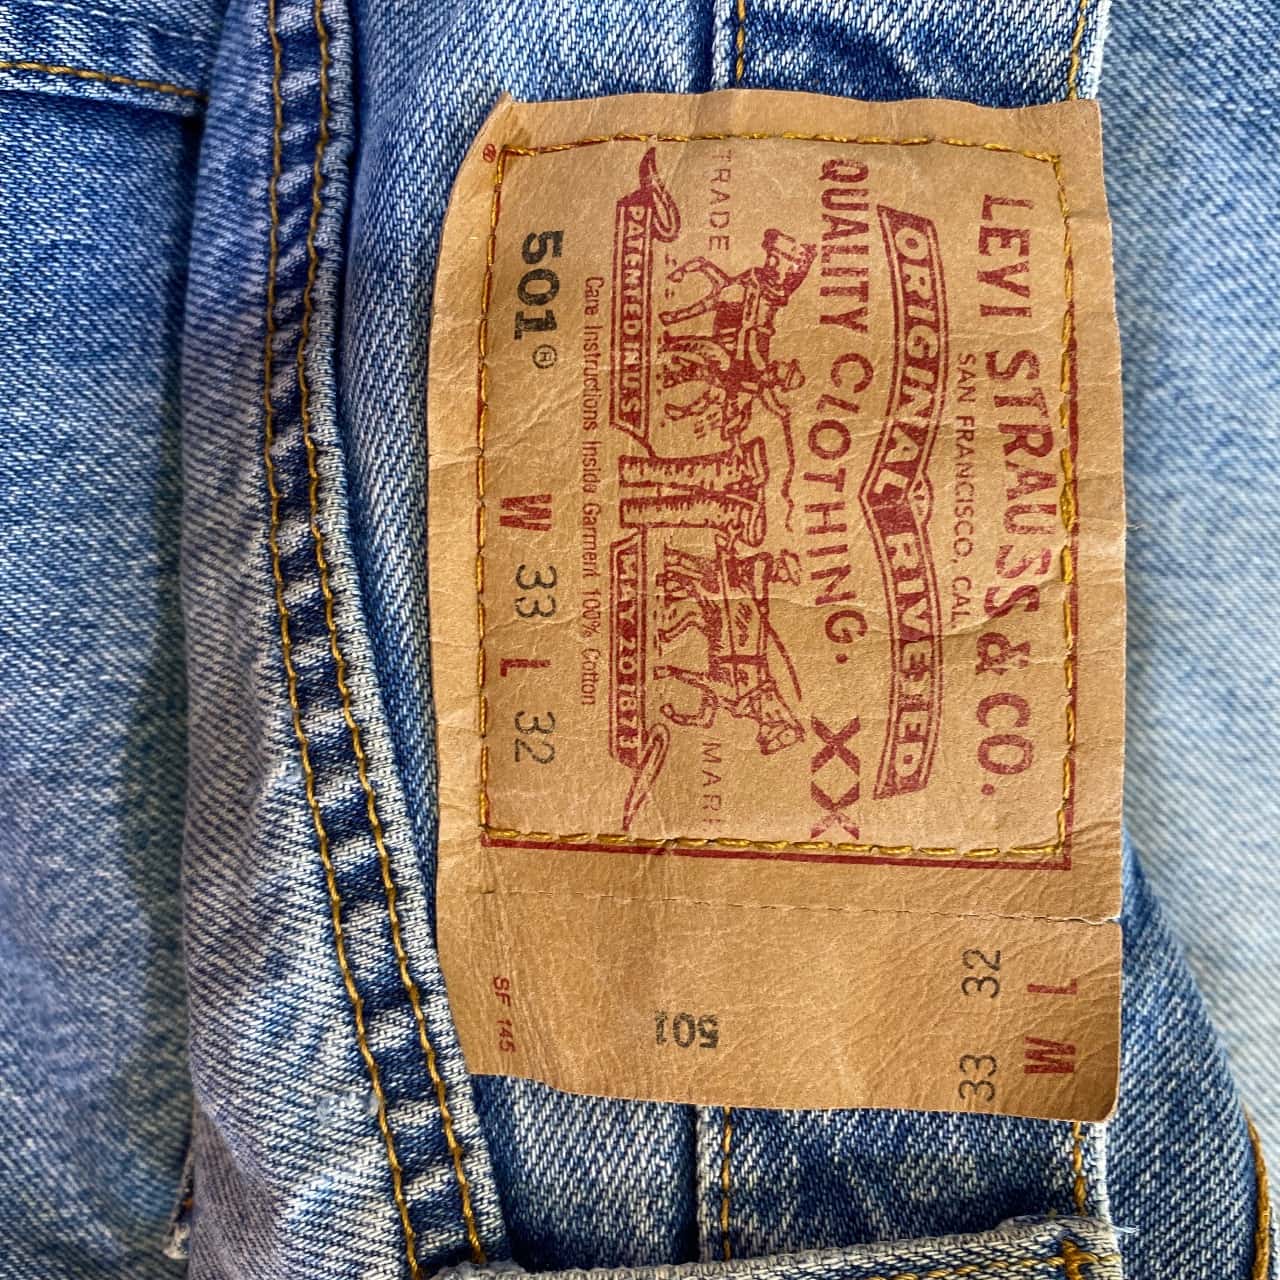 LEVI STRAUSS & CO.
SAN FRANCISCO, CAL.
ORIGINAL RIVETED
QUALITY CLOTHING. XX
TRADE MARK
PATENTED IN U.S. MAY 20 1873
Care Instructions Inside Garment 100% Cotton
501® W 33 L 32
L W
32 33
501
SF 145